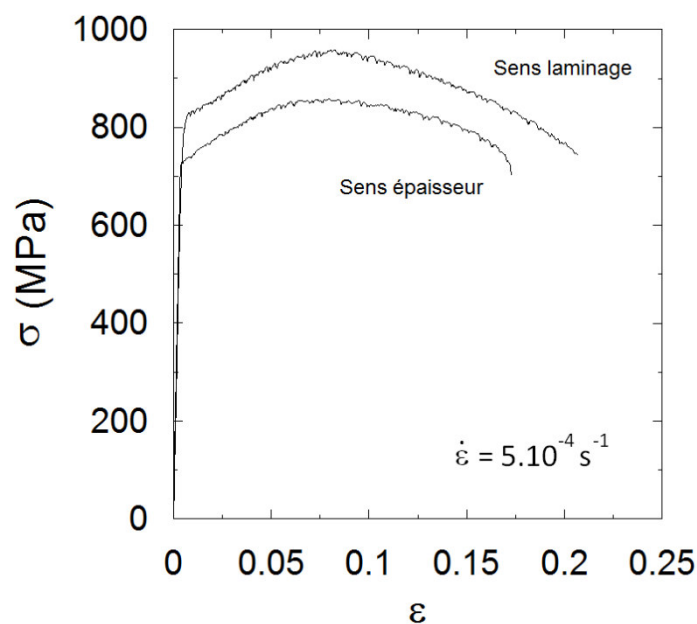 1000
800
600
400
200
0
σ (MPa)
Sens laminage
Sens épaisseur
ε̇ = 5.10⁻⁴ s⁻¹
0 0.05 0.1 0.15 0.2 0.25
ε